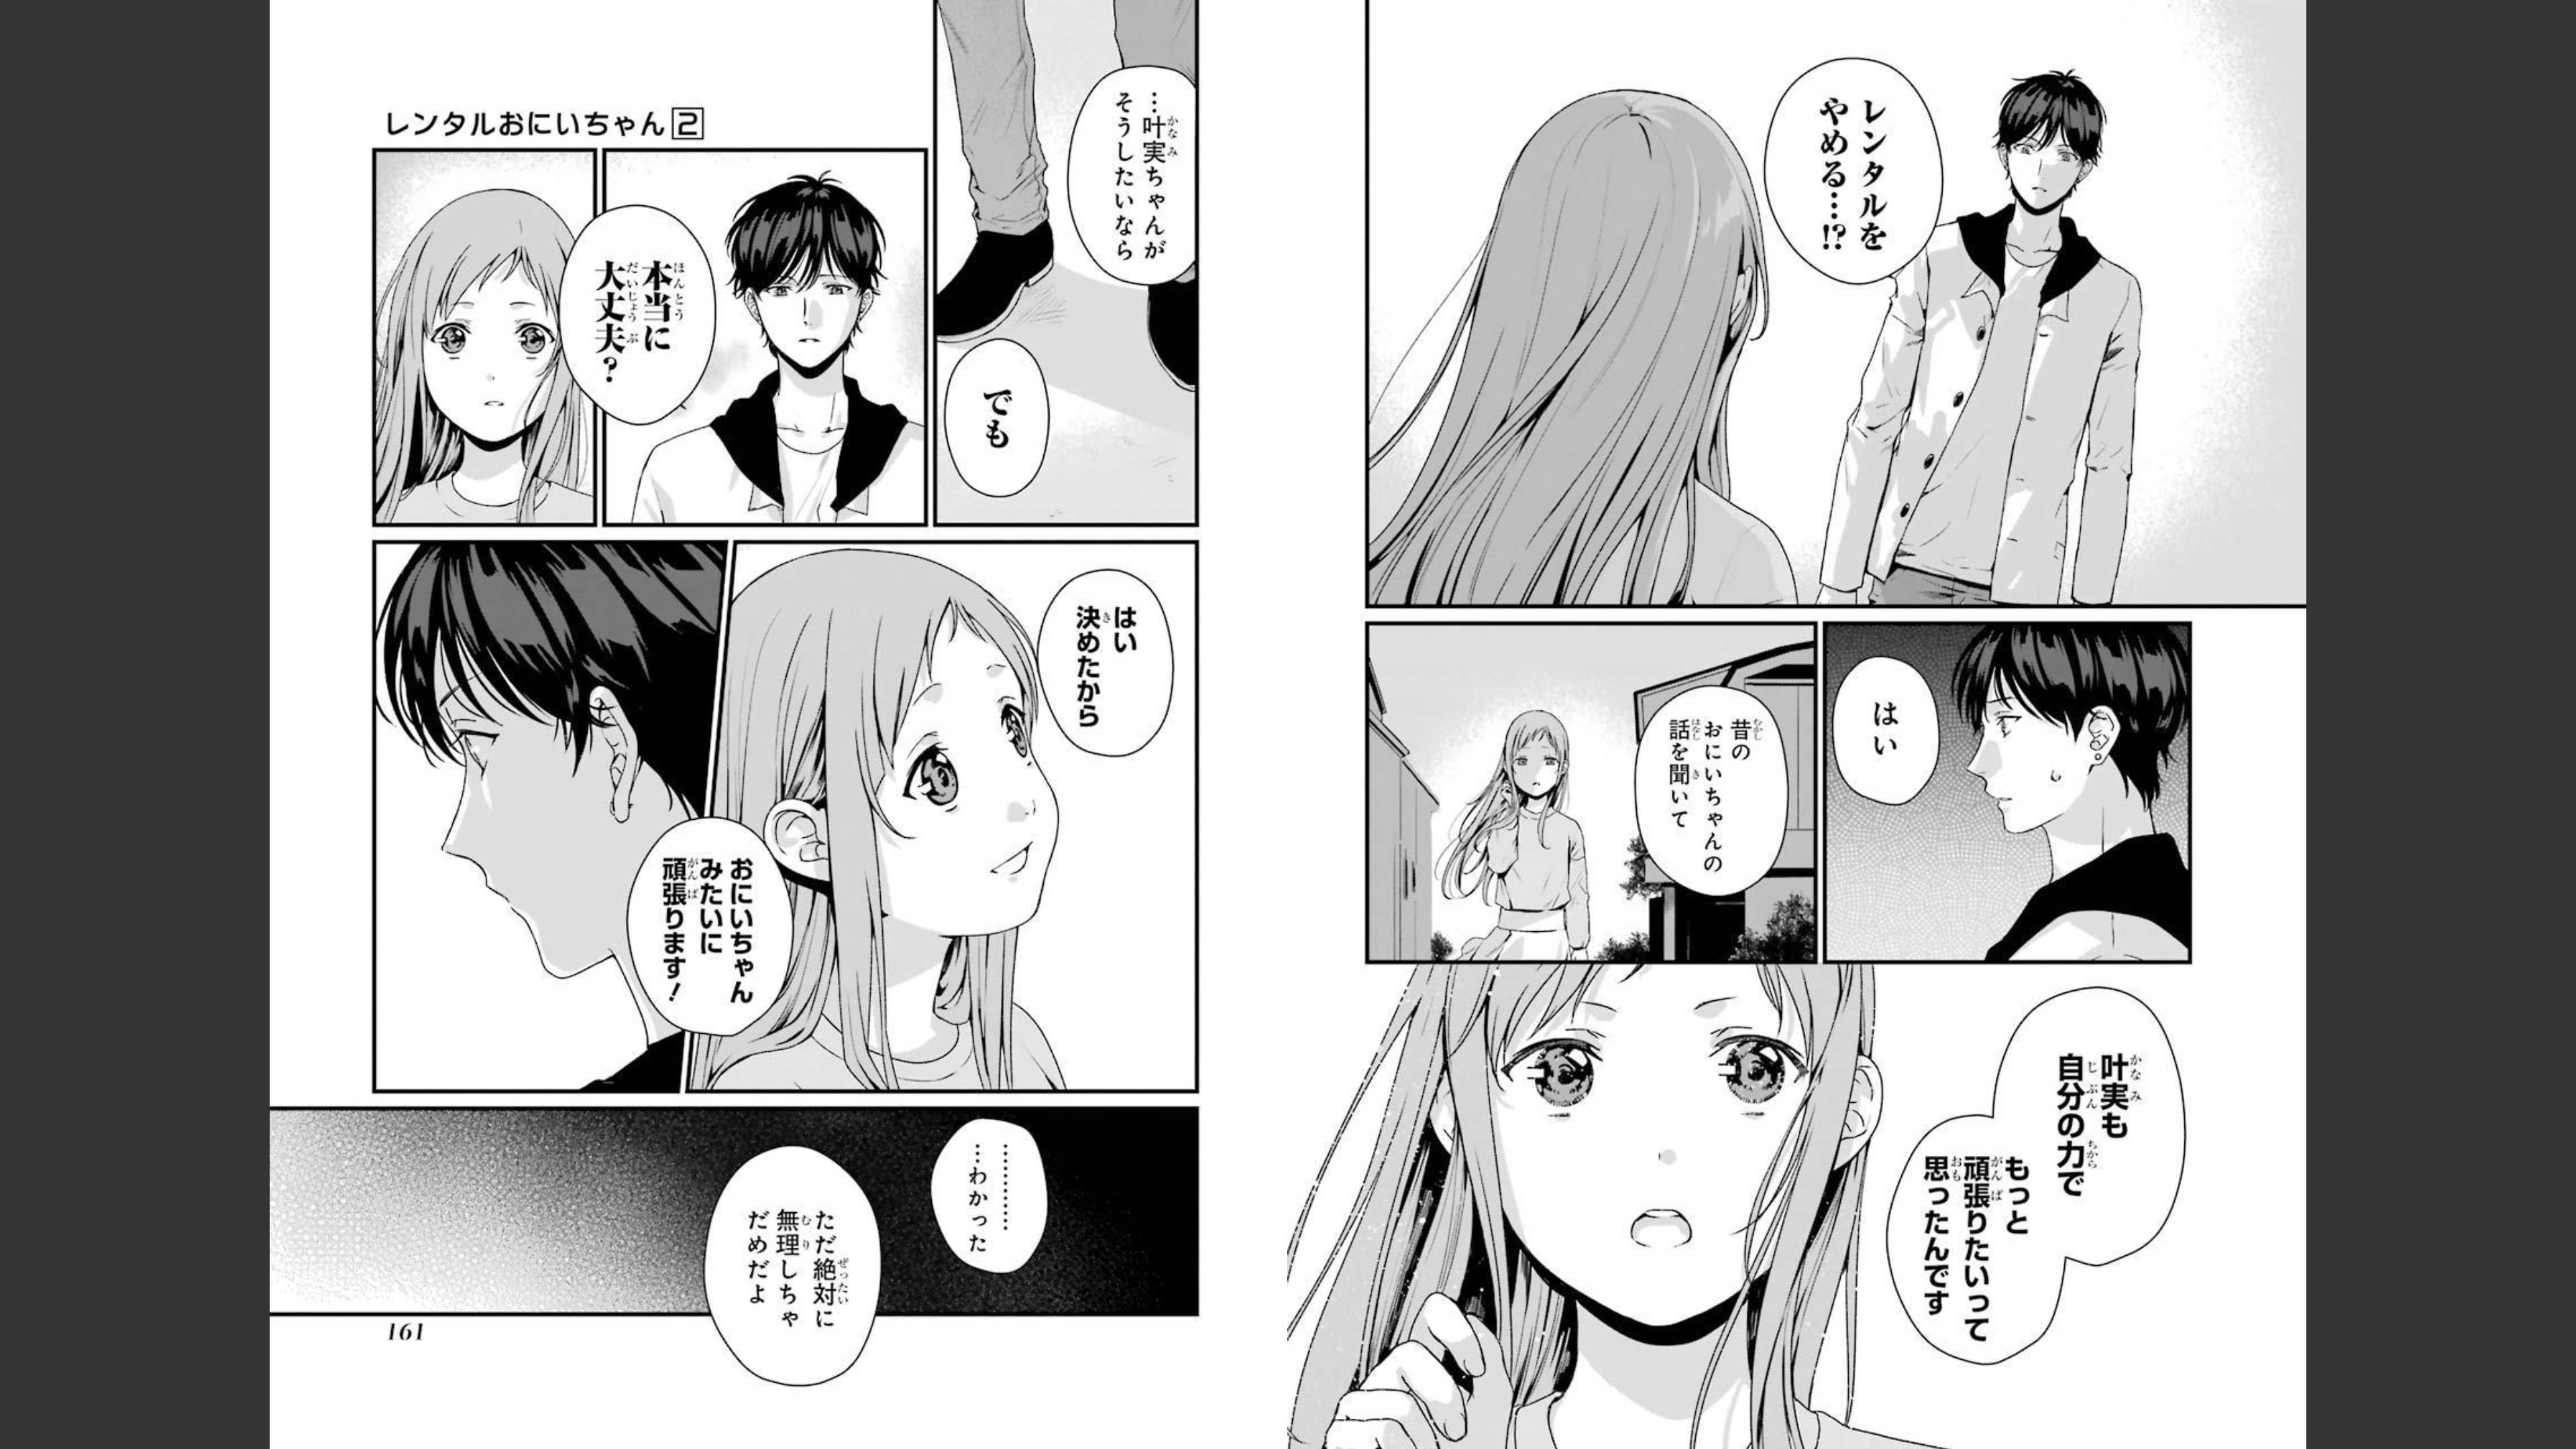 レンタルを
やめる…!?
はい
昔の
おにいちゃんの
話を聞いて
叶実も
自分の力で
もっと
頑張りたいって
思ったんです
レンタルおにいちゃん2
…叶実ちゃんが
そうしたいなら
でも
本当に
大丈夫?
はい
決めたから
おにいちゃん
みたいに
頑張ります!
…………
…わかった
ただ絶対に
無理しちゃ
だめだよ
161